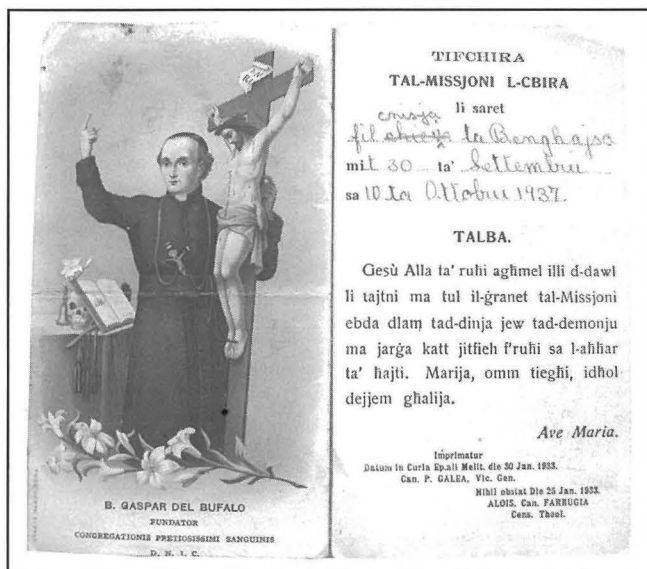 B. GASPAR DEL BUFALO
FUNDATOR
CONGREGATIONIS PRETIOSISSIMI SANGUINIS
D. N. I. C.
TIFCHIRA
TAL-MISSJONI L-CBIRA
li saret
cnisja
fil ta Benghajsa
mit 30 ta' Settembru
sa 10 ta Ottobru 1937.
TALBA.
Gesù Alla ta' ruħi agħmel illi d-dawl
li tajtni ma tul il-ġranet tal-Missjoni
ebda dlam tad-dinja jew tad-demonju
ma jarġa katt jitfieh f'ruħi sa l-aħħar
ta' ħajti. Marija, omm tiegħi, idħol
dejjem għalija.
Ave Maria.
Imprimatur
Datum in Curia Ep.ali Melit. die 30 Jan. 1933.
Can. P. GALEA, Vic. Gen.
Nihil obstat Die 25 Jan. 1933.
ALOIS. Can. FARRUGIA
Cens. Theol.